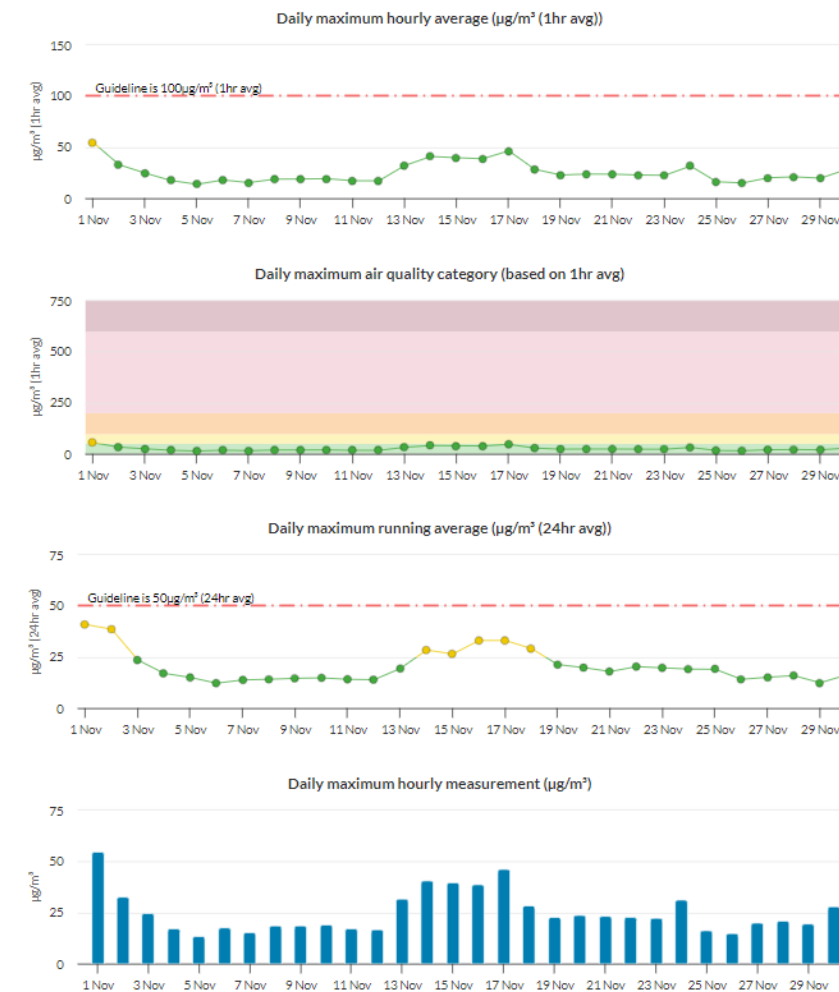 Daily maximum hourly average (µg/m³ (1hr avg))
µg/m³ (1hr avg)
150
Guideline is 100µg/m³ (1hr avg)
100
50
0
1 Nov 3 Nov 5 Nov 7 Nov 9 Nov 11 Nov 13 Nov 15 Nov 17 Nov 19 Nov 21 Nov 23 Nov 25 Nov 27 Nov 29 Nov
Daily maximum air quality category (based on 1hr avg)
µg/m³ (1hr avg)
750
500
250
0
1 Nov 3 Nov 5 Nov 7 Nov 9 Nov 11 Nov 13 Nov 15 Nov 17 Nov 19 Nov 21 Nov 23 Nov 25 Nov 27 Nov 29 Nov
Daily maximum running average (µg/m³ (24hr avg))
µg/m³ (24hr avg)
75
Guideline is 50µg/m³ (24hr avg)
50
25
0
1 Nov 3 Nov 5 Nov 7 Nov 9 Nov 11 Nov 13 Nov 15 Nov 17 Nov 19 Nov 21 Nov 23 Nov 25 Nov 27 Nov 29 Nov
Daily maximum hourly measurement (µg/m³)
µg/m³
75
50
25
0
1 Nov 3 Nov 5 Nov 7 Nov 9 Nov 11 Nov 13 Nov 15 Nov 17 Nov 19 Nov 21 Nov 23 Nov 25 Nov 27 Nov 29 Nov